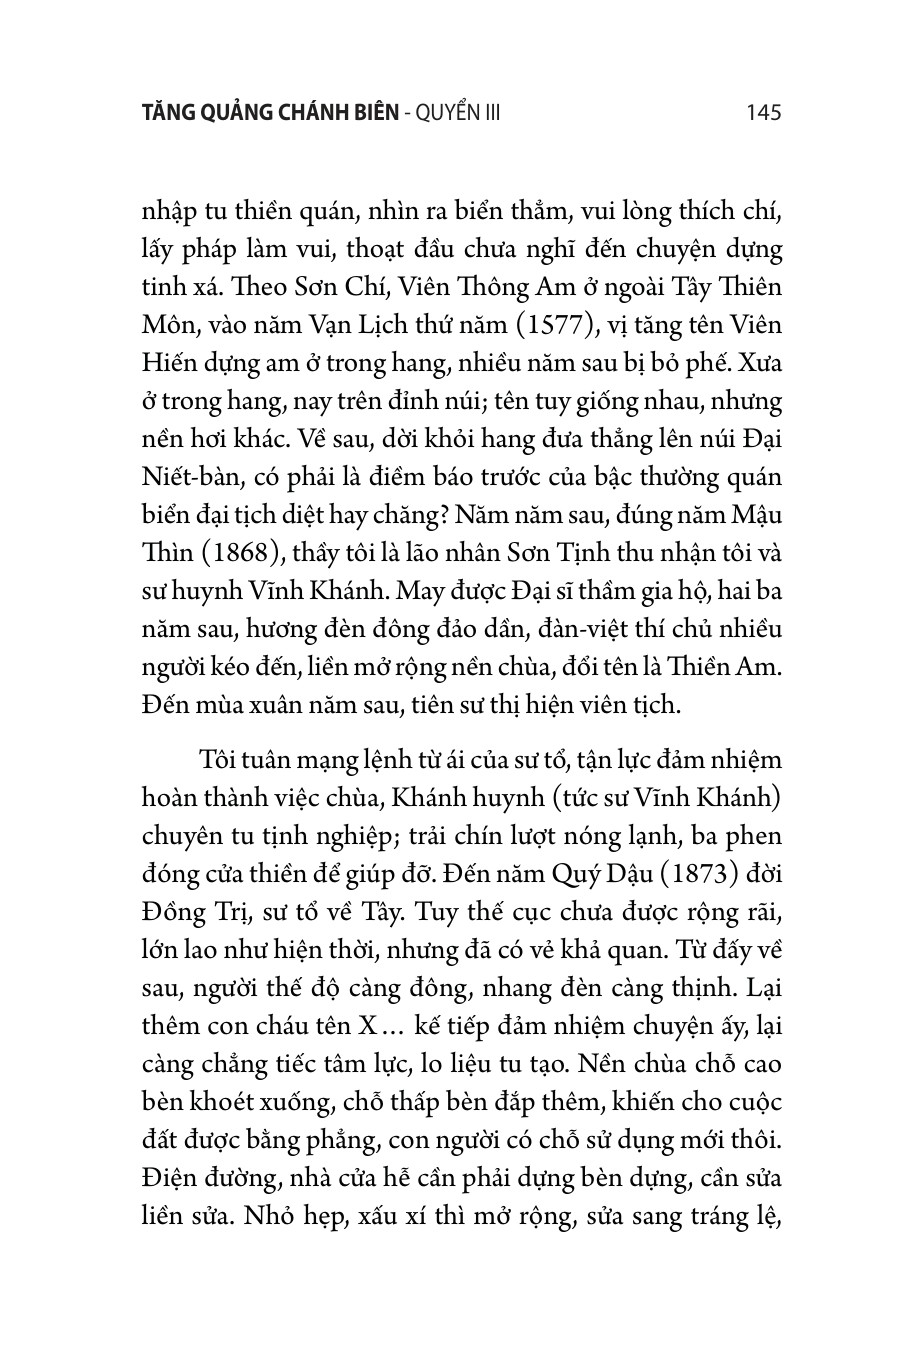 TĂNG QUẢNG CHÁNH BIÊN - QUYỂN III 145
nhập tu thiền quán, nhìn ra biển thẳm, vui lòng thích chí,
lấy pháp làm vui, thoạt đầu chưa nghĩ đến chuyện dựng
tinh xá. Theo Sơn Chí, Viên Thông Am ở ngoài Tây Thiên
Môn, vào năm Vạn Lịch thứ năm (1577), vị tăng tên Viên
Hiến dựng am ở trong hang, nhiều năm sau bị bỏ phế. Xưa
ở trong hang, nay trên đỉnh núi; tên tuy giống nhau, nhưng
nền hơi khác. Về sau, dời khỏi hang đưa thẳng lên núi Đại
Niết-bàn, có phải là điềm báo trước của bậc thường quán
biển đại tịch diệt hay chăng? Năm năm sau, đúng năm Mậu
Thìn (1868), thầy tôi là lão nhân Sơn Tịnh thu nhận tôi và
sư huynh Vĩnh Khánh. May được Đại sĩ thầm gia hộ, hai ba
năm sau, hương đèn đông đảo dần, đàn-việt thí chủ nhiều
người kéo đến, liền mở rộng nền chùa, đổi tên là Thiền Am.
Đến mùa xuân năm sau, tiên sư thị hiện viên tịch.
Tôi tuân mạng lệnh từ ái của sư tổ, tận lực đảm nhiệm
hoàn thành việc chùa, Khánh huynh (tức sư Vĩnh Khánh)
chuyên tu tịnh nghiệp; trải chín lượt nóng lạnh, ba phen
đóng cửa thiền để giúp đỡ. Đến năm Quý Dậu (1873) đời
Đồng Trị, sư tổ về Tây. Tuy thế cục chưa được rộng rãi,
lớn lao như hiện thời, nhưng đã có vẻ khả quan. Từ đấy về
sau, người thế độ càng đông, nhang đèn càng thịnh. Lại
thêm con cháu tên X… kế tiếp đảm nhiệm chuyện ấy, lại
càng chẳng tiếc tâm lực, lo liệu tu tạo. Nền chùa chỗ cao
bèn khoét xuống, chỗ thấp bèn đắp thêm, khiến cho cuộc
đất được bằng phẳng, con người có chỗ sử dụng mới thôi.
Điện đường, nhà cửa hễ cần phải dựng bèn dựng, cần sửa
liền sửa. Nhỏ hẹp, xấu xí thì mở rộng, sửa sang tráng lệ,